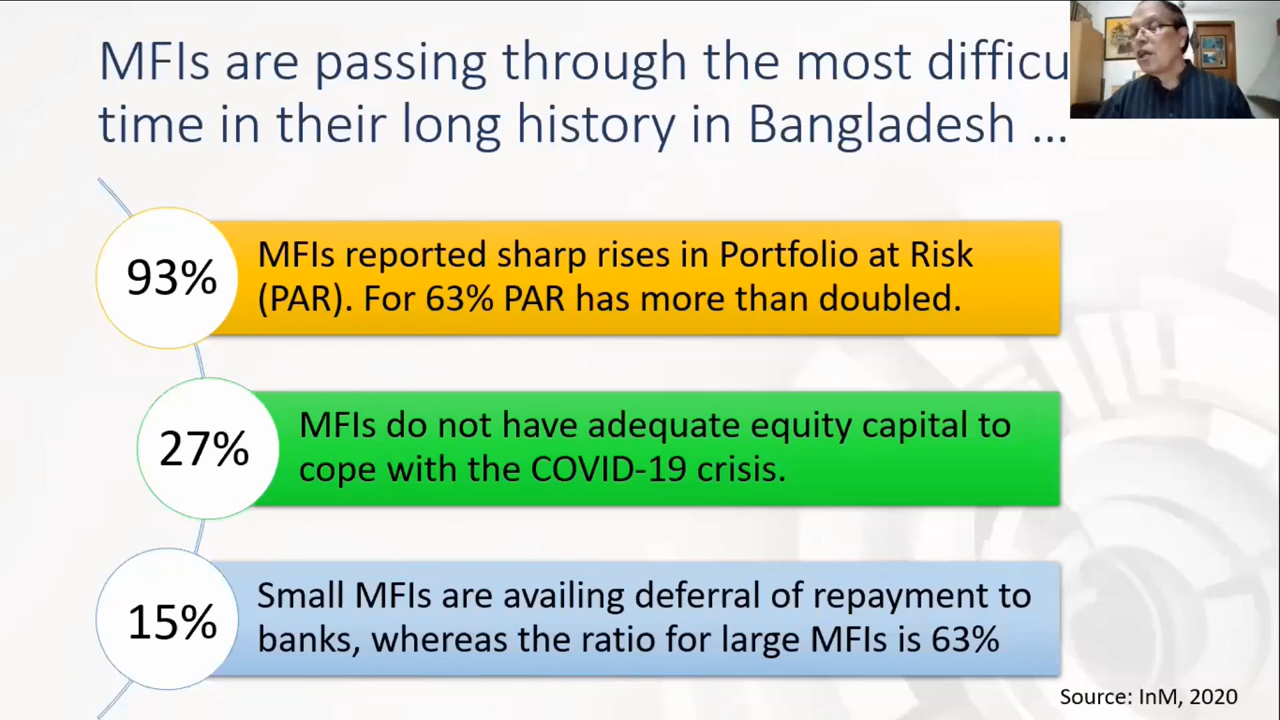 MFIs are passing through the most difficu
time in their long history in Bangladesh ...
93%
MFIs reported sharp rises in Portfolio at Risk
(PAR). For 63% PAR has more than doubled.
27%
MFIs do not have adequate equity capital to
cope with the COVID-19 crisis.
15%
Small MFIs are availing deferral of repayment to
banks, whereas the ratio for large MFIs is 63%
Source: InM, 2020